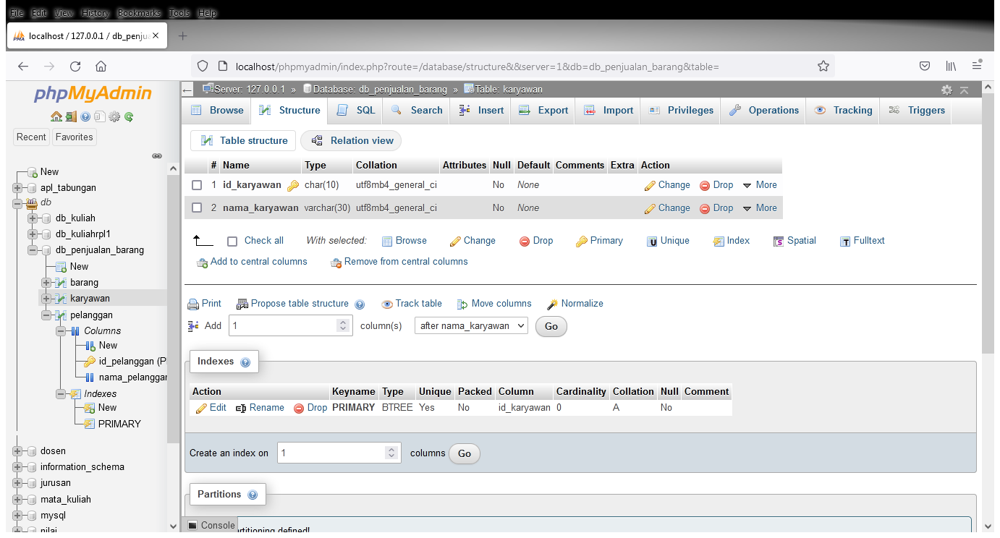 File Edit View History Bookmarks Tools Help
localhost / 127.0.0.1 / db_penju
localhost/phpmyadmin/index.php?route=/database/structure&&server=1&db=db_penjualan_barang&table=
phpMyAdmin
Recent Favorites
New
apl_tabungan
db
db_kuliah
db_kuliahrpl1
db_penjualan_barang
New
barang
karyawan
pelanggan
Columns
New
id_pelanggan (P
nama_pelanggan
Indexes
New
PRIMARY
dosen
information_schema
jurusan
mata_kuliah
mysql
nilai
Server: 127.0.0.1 » Database: db_penjualan_barang » Table: karyawan
Browse Structure SQL Search Insert Export Import Privileges Operations Tracking Triggers
Table structure Relation view
# Name Type Collation Attributes Null Default Comments Extra Action
1 id_karyawan char(10) utf8mb4_general_ci No None Change Drop More
2 nama_karyawan varchar(30) utf8mb4_general_ci No None Change Drop More
Check all With selected: Browse Change Drop Primary Unique Index Spatial Fulltext
Add to central columns Remove from central columns
Print Propose table structure Track table Move columns Normalize
Add 1 column(s) after nama_karyawan Go
Indexes
Action Keyname Type Unique Packed Column Cardinality Collation Null Comment
Edit Rename Drop PRIMARY BTREE Yes No id_karyawan 0 A No
Create an index on 1 columns Go
Partitions
Console
rtitioning defined!